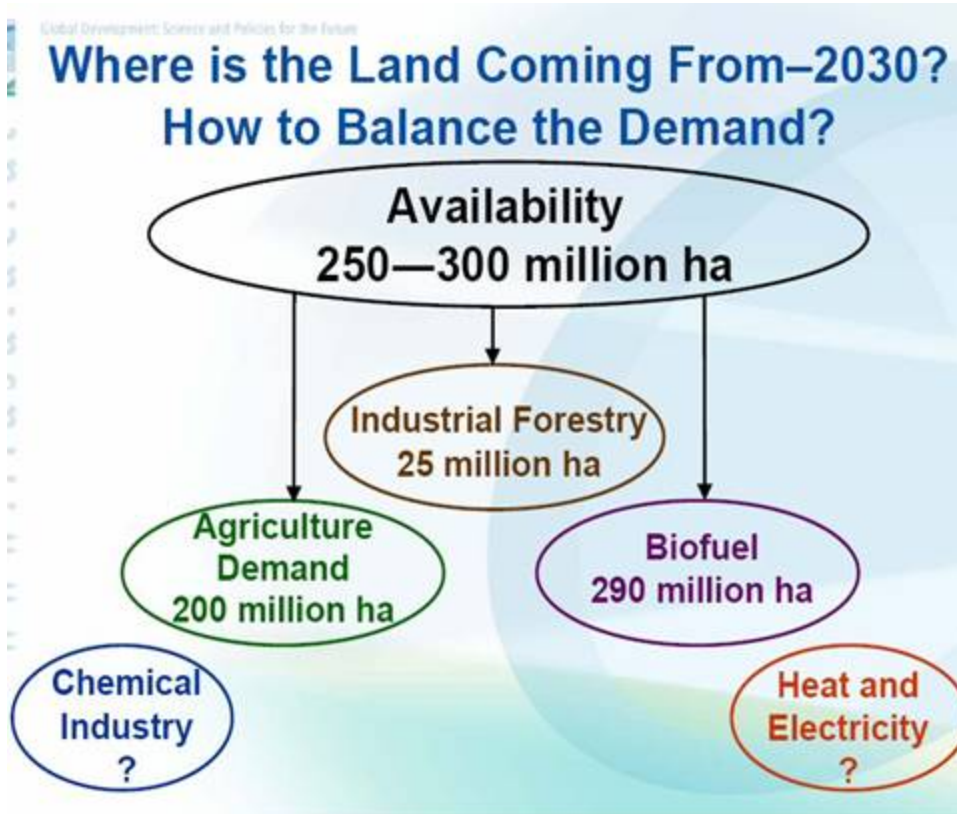 Global Development: Science and Policies for the Future
Where is the Land Coming From–2030?
How to Balance the Demand?
Availability
250—300 million ha
Industrial Forestry
25 million ha
Agriculture
Demand
200 million ha
Biofuel
290 million ha
Chemical
Industry
?
Heat and
Electricity
?